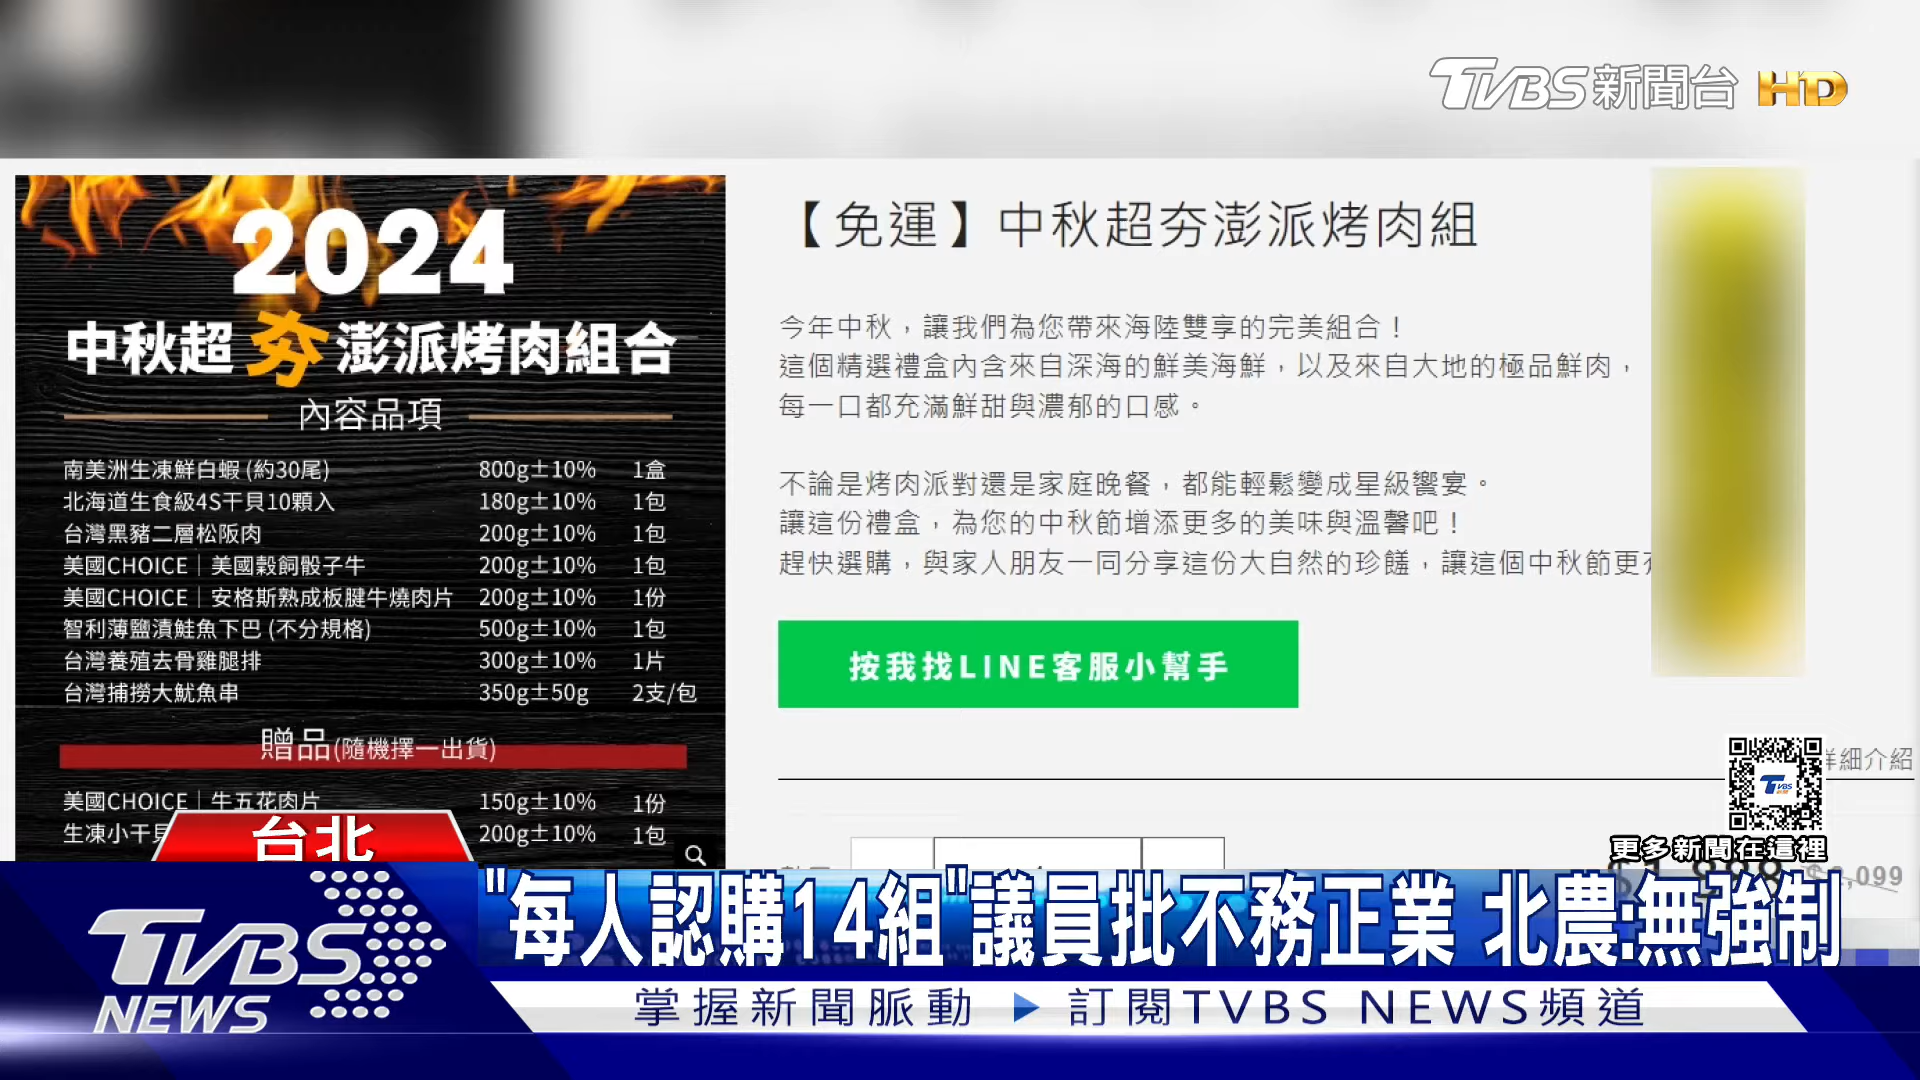 TVBS新聞台 HD
2024
中秋超夯澎派烤肉組合
內容品項
南美洲生凍鮮白蝦 (約30尾) 800g±10% 1盒
北海道生食級4S干貝10顆入 180g±10% 1包
台灣黑豬二層松阪肉 200g±10% 1包
美國CHOICE｜美國穀飼骰子牛 200g±10% 1包
美國CHOICE｜安格斯熟成板腱牛燒肉片 200g±10% 1份
智利薄鹽漬鮭魚下巴 (不分規格) 500g±10% 1包
台灣養殖去骨雞腿排 300g±10% 1片
台灣捕撈大魷魚串 350g±50g 2支/包
贈品(隨機擇一出貨)
美國CHOICE｜牛五花肉片 150g±10% 1份
生凍小干貝 200g±10% 1包
【免運】中秋超夯澎派烤肉組
今年中秋，讓我們為您帶來海陸雙享的完美組合！
這個精選禮盒內含來自深海的鮮美海鮮，以及來自大地的極品鮮肉，
每一口都充滿鮮甜與濃郁的口感。
不論是烤肉派對還是家庭晚餐，都能輕鬆變成星級饗宴。
讓這份禮盒，為您的中秋節增添更多的美味與溫馨吧！
趕快選購，與家人朋友一同分享這份大自然的珍饈，讓這個中秋節更
按我找LINE客服小幫手
詳細介紹
更多新聞在這裡
台北
"每人認購14組"議員批不務正業 北農:無強制
TVBS NEWS
掌握新聞脈動 ▶ 訂閱TVBS NEWS頻道